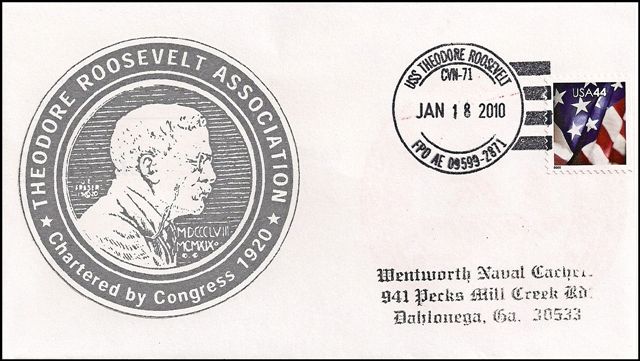 ★ THEODORE ROOSEVELT ASSOCIATION ★
Chartered by Congress 1920
MDCCCLVIII
MCMXIX
USS THEODORE ROOSEVELT
CVN-71
JAN 18 2010
FPO AE 09599-2871
USA 44
Wentworth Naval Cachet
941 Pecks Mill Creek Rd.
Dahlonega, Ga. 30533